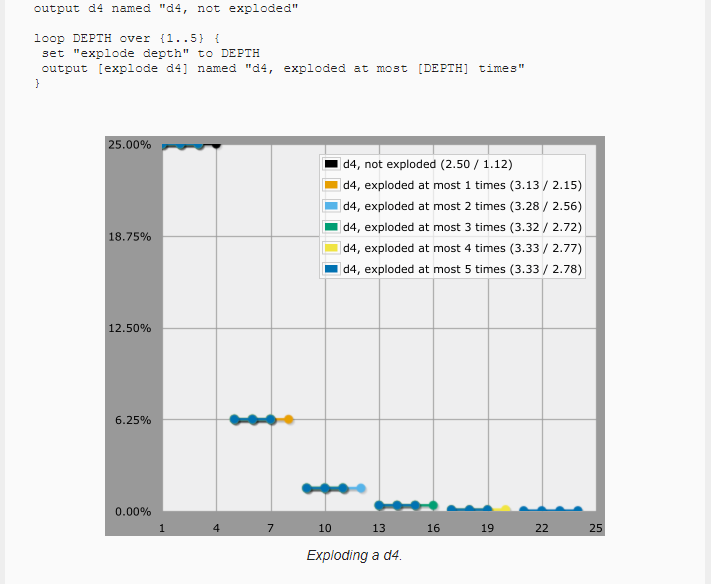 output d4 named "d4, not exploded"
loop DEPTH over {1..5} {
set "explode depth" to DEPTH
output [explode d4] named "d4, exploded at most [DEPTH] times"
}
25.00%
18.75%
12.50%
6.25%
0.00%
d4, not exploded (2.50 / 1.12)
d4, exploded at most 1 times (3.13 / 2.15)
d4, exploded at most 2 times (3.28 / 2.56)
d4, exploded at most 3 times (3.32 / 2.72)
d4, exploded at most 4 times (3.33 / 2.77)
d4, exploded at most 5 times (3.33 / 2.78)
1 4 7 10 13 16 19 22 25
Exploding a d4.